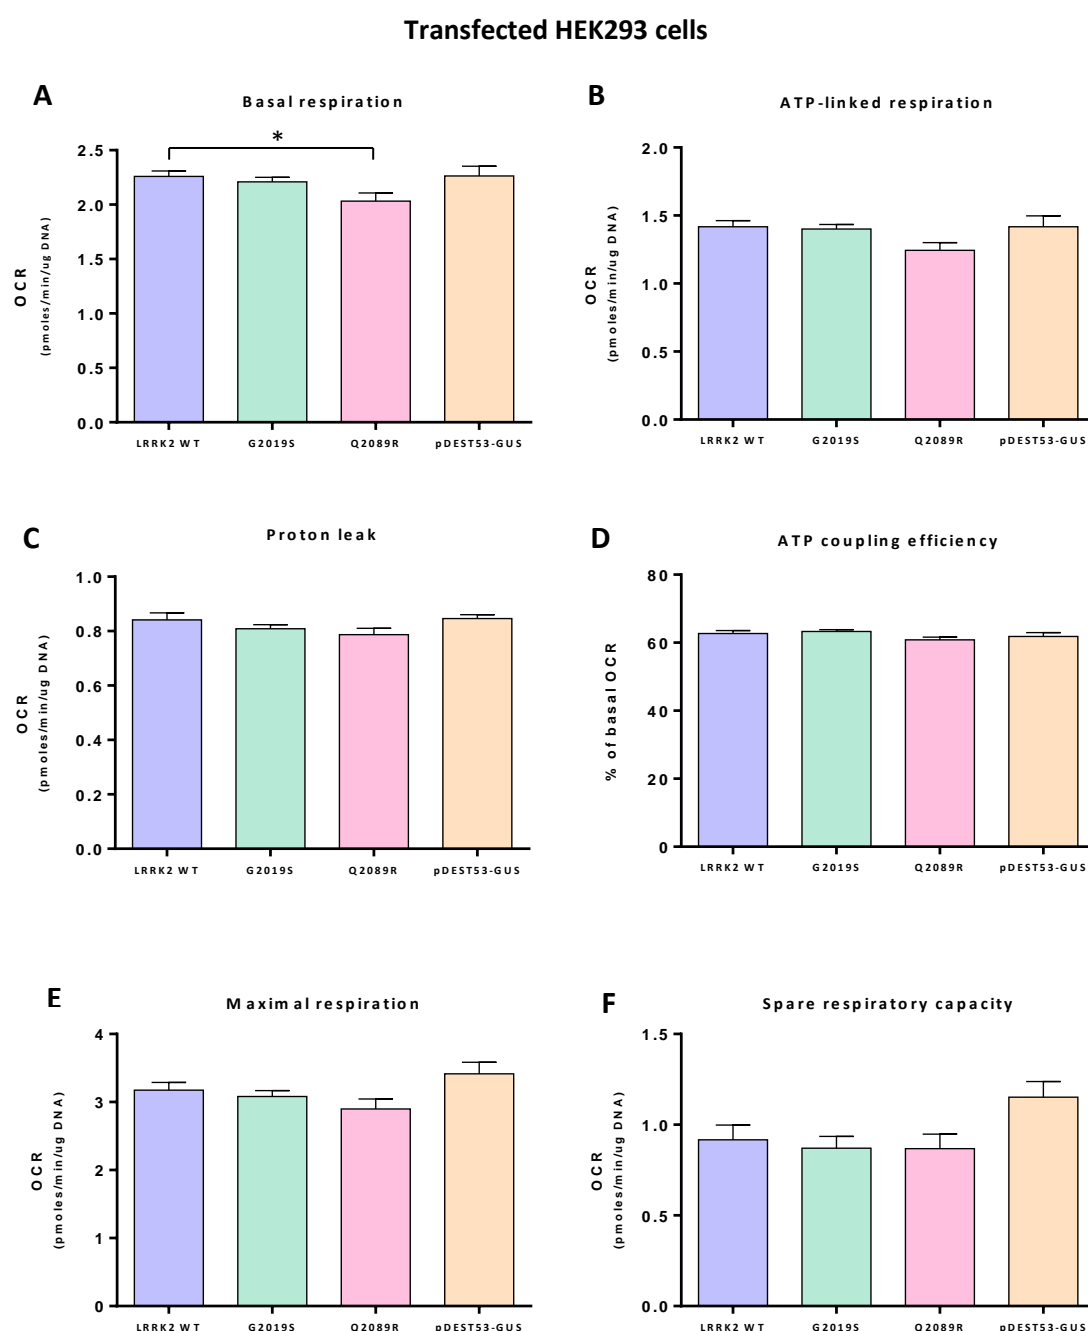 Transfected HEK293 cells
A
Basal respiration
*
2.5
2.0
1.5
1.0
0.5
0.0
OCR
(pmoles/min/ug DNA)
LRRK2 WT G2019S Q2089R pDEST53-GUS
B
ATP-linked respiration
2.0
1.5
1.0
0.5
0.0
OCR
(pmoles/min/ug DNA)
LRRK2 WT G2019S Q2089R pDEST53-GUS
C
Proton leak
1.0
0.8
0.6
0.4
0.2
0.0
OCR
(pmoles/min/ug DNA)
LRRK2 WT G2019S Q2089R pDEST53-GUS
D
ATP coupling efficiency
80
60
40
20
0
% of basal OCR
LRRK2 WT G2019S Q2089R pDEST53-GUS
E
Maximal respiration
4
3
2
1
0
OCR
(pmoles/min/ug DNA)
LRRK2 WT G2019S Q2089R pDEST53-GUS
F
Spare respiratory capacity
1.5
1.0
0.5
0.0
OCR
(pmoles/min/ug DNA)
LRRK2 WT G2019S Q2089R pDEST53-GUS